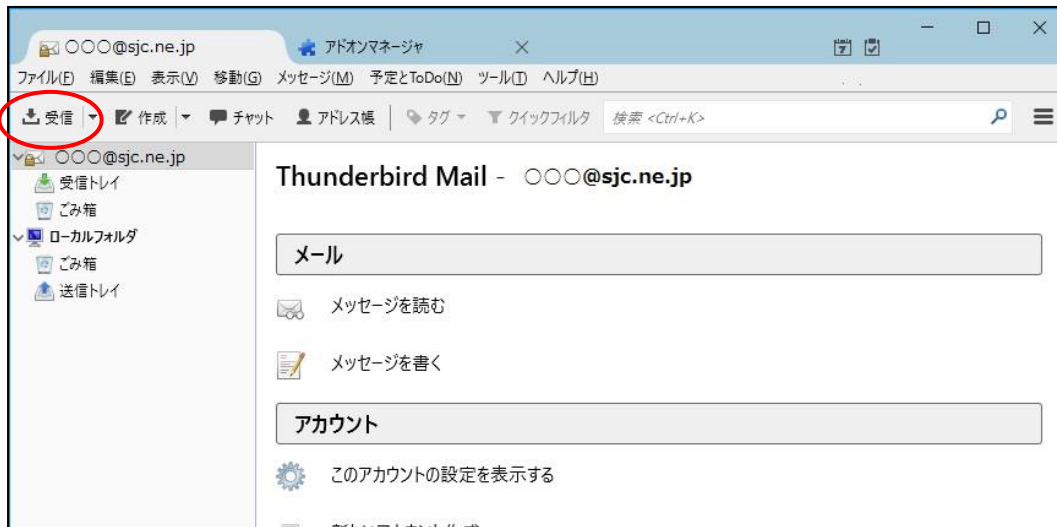 ○○○@sjc.ne.jp アドオンマネージャ
ファイル(F) 編集(E) 表示(V) 移動(G) メッセージ(M) 予定とToDo(N) ツール(T) ヘルプ(H)
受信 作成 チャット アドレス帳 タグ クイックフィルタ 検索 <Ctrl+K>
○○○@sjc.ne.jp
受信トレイ
ごみ箱
ローカルフォルダ
ごみ箱
送信トレイ
Thunderbird Mail - ○○○@sjc.ne.jp
メール
メッセージを読む
メッセージを書く
アカウント
このアカウントの設定を表示する